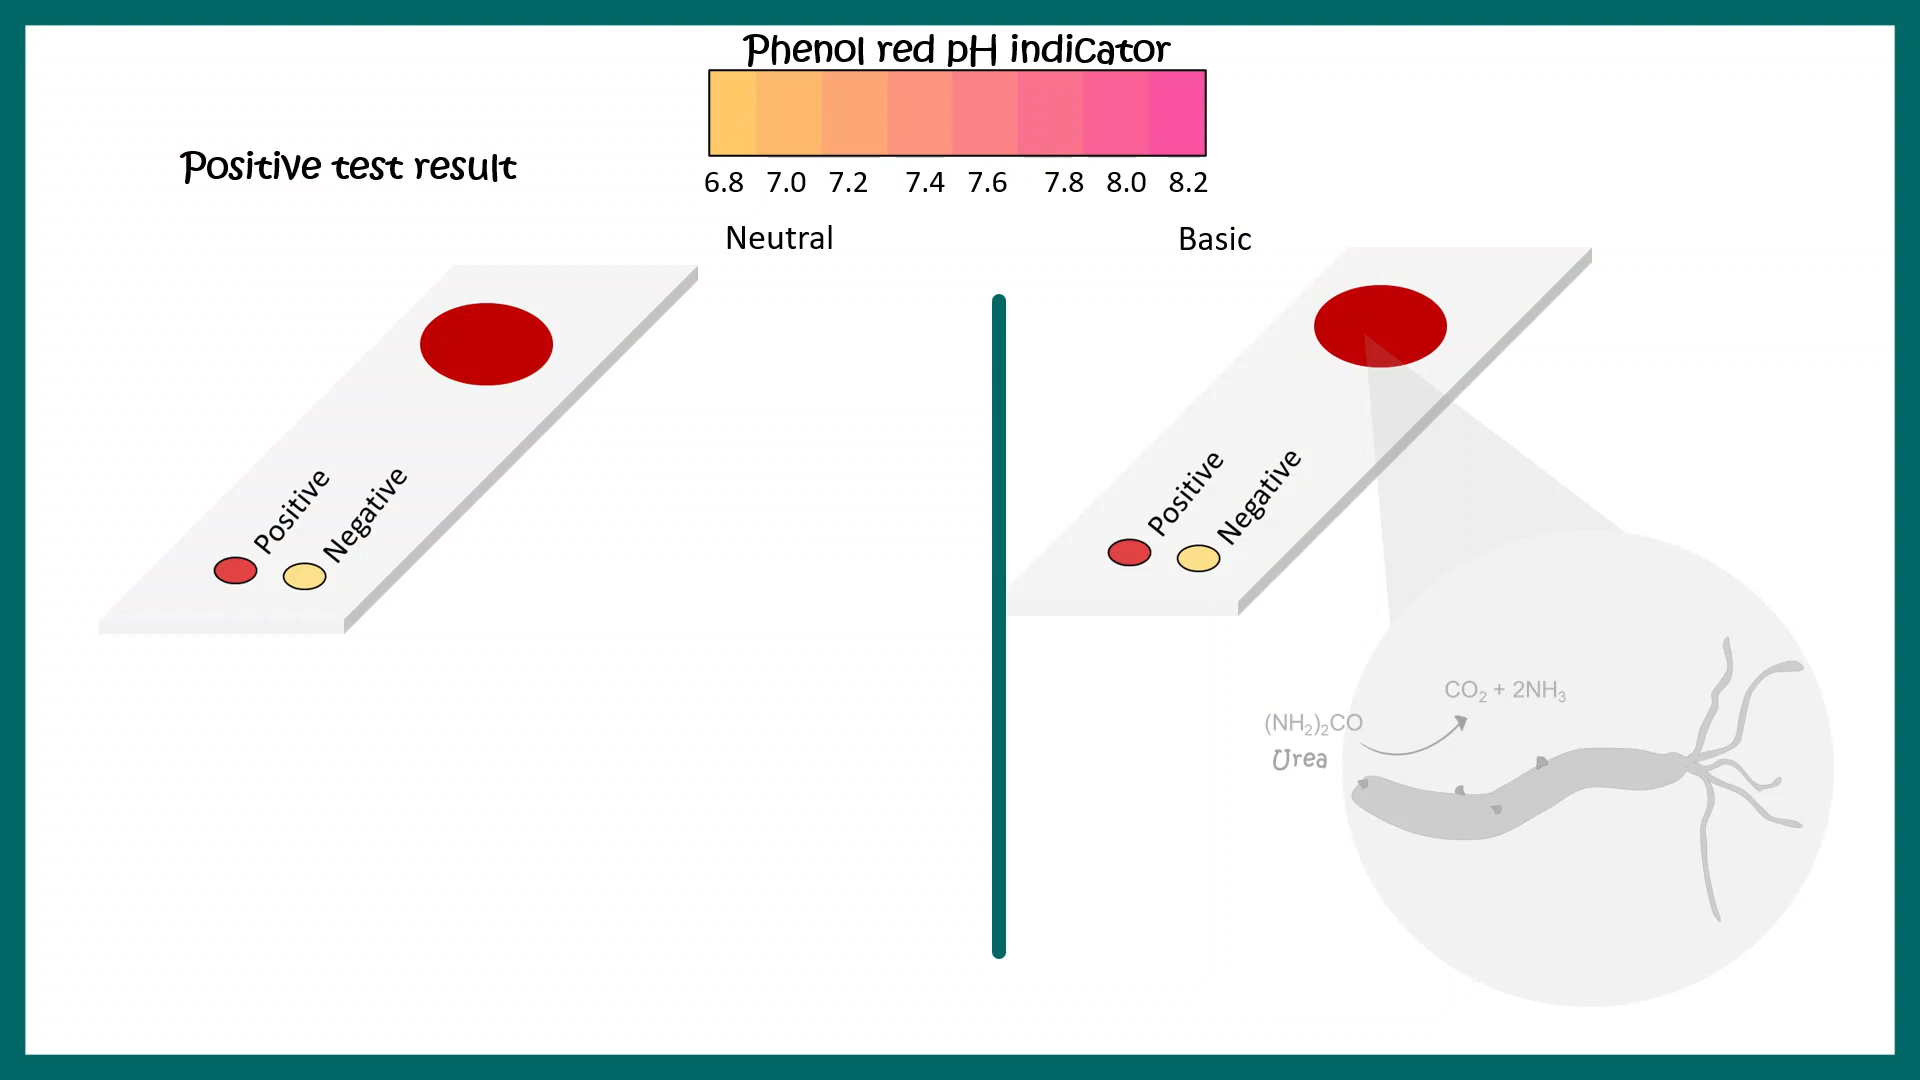 Phenol red pH indicator
6.8 7.0 7.2 7.4 7.6 7.8 8.0 8.2
Neutral Basic
Positive test result
Positive
Negative
Positive
Negative
CO₂ + 2NH₃
(NH₂)₂CO
Urea